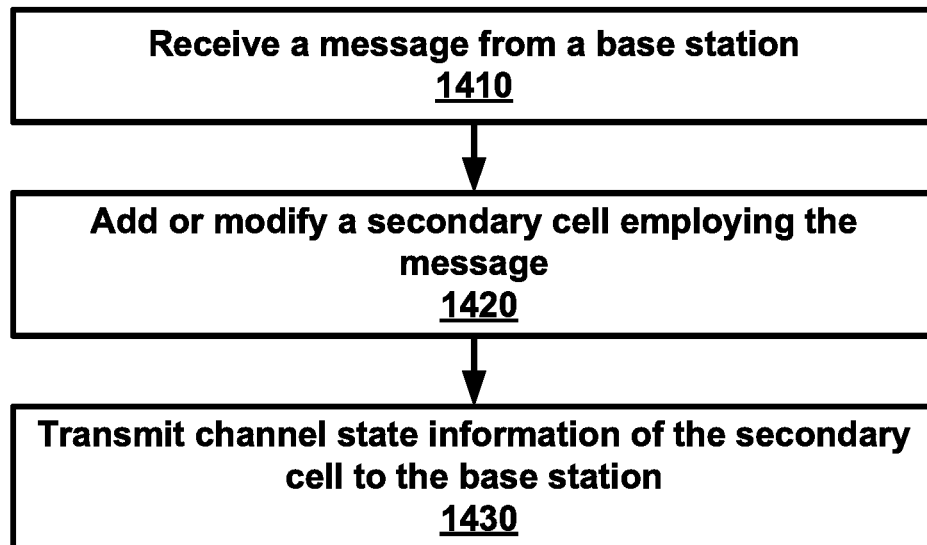 Receive a message from a base station
1410
Add or modify a secondary cell employing the
message
1420
Transmit channel state information of the secondary
cell to the base station
1430